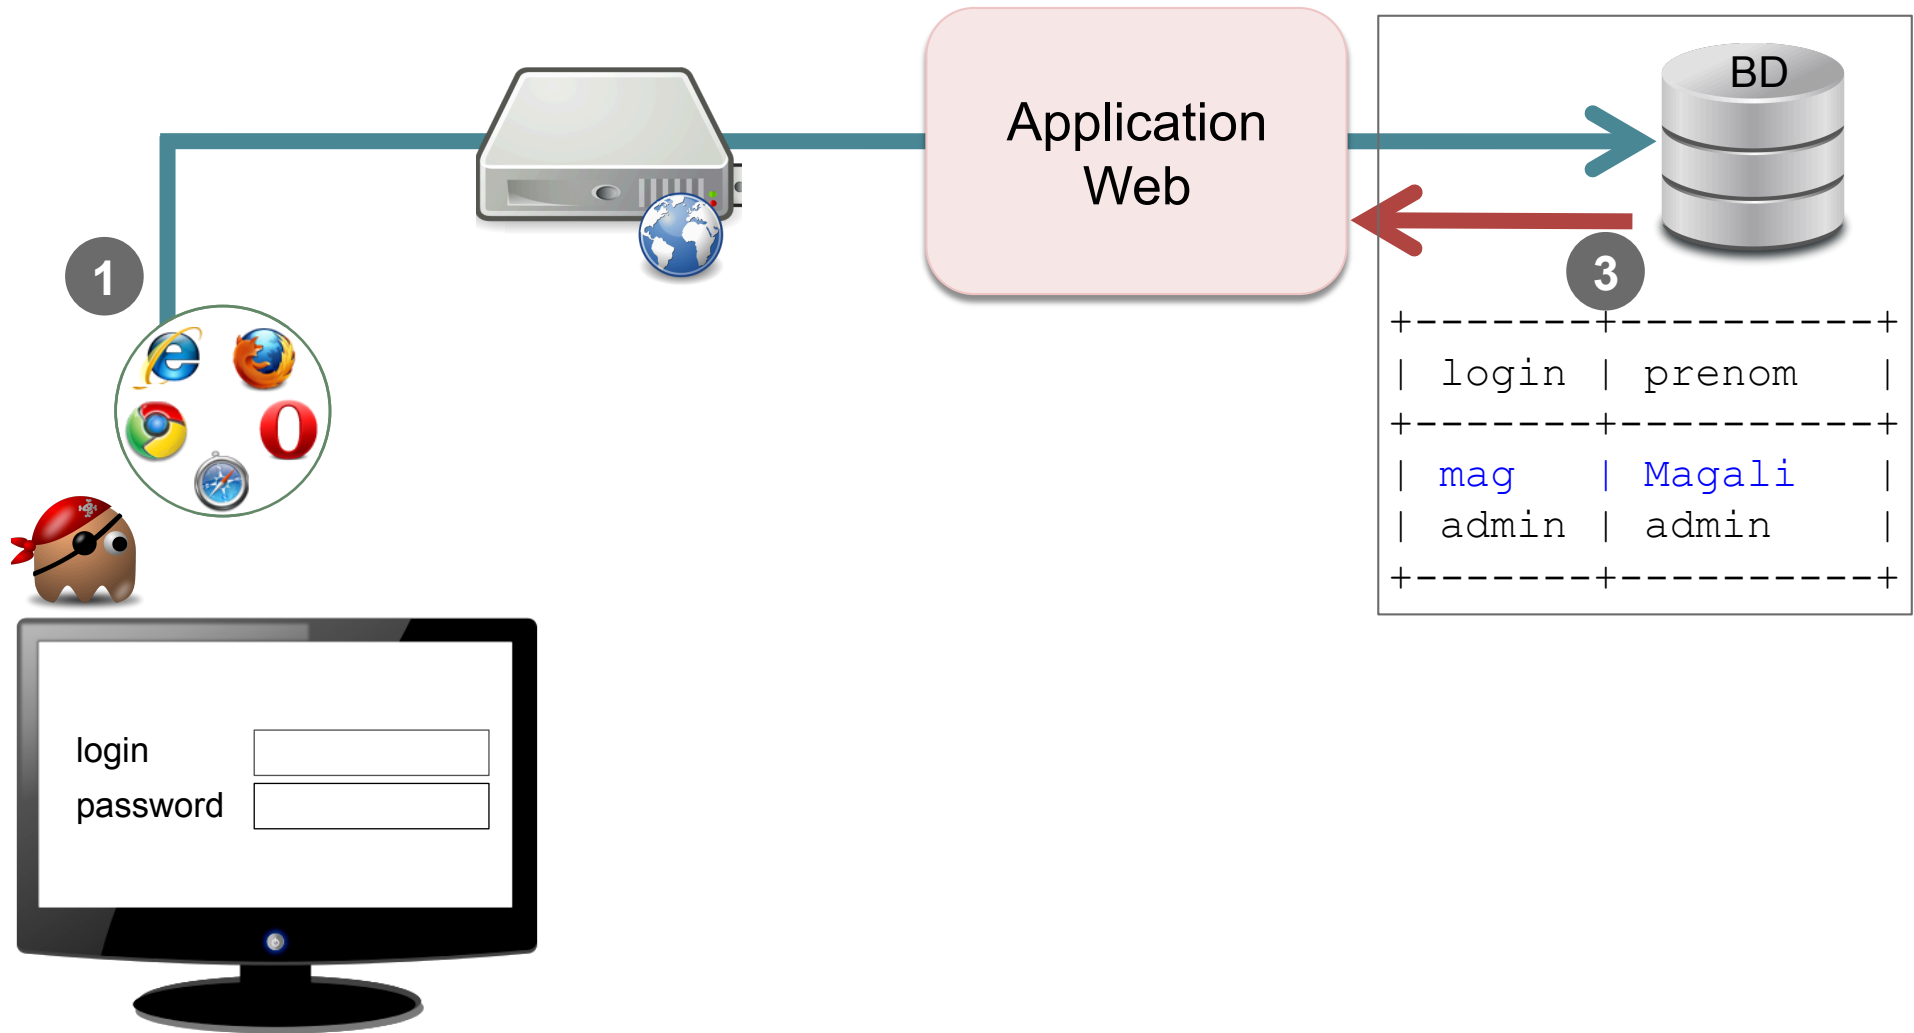 BD
Application
Web
1
3
+-------+----------+
| login | prenom |
+-------+----------+
| mag | Magali |
| admin | admin |
+-------+----------+
login
password